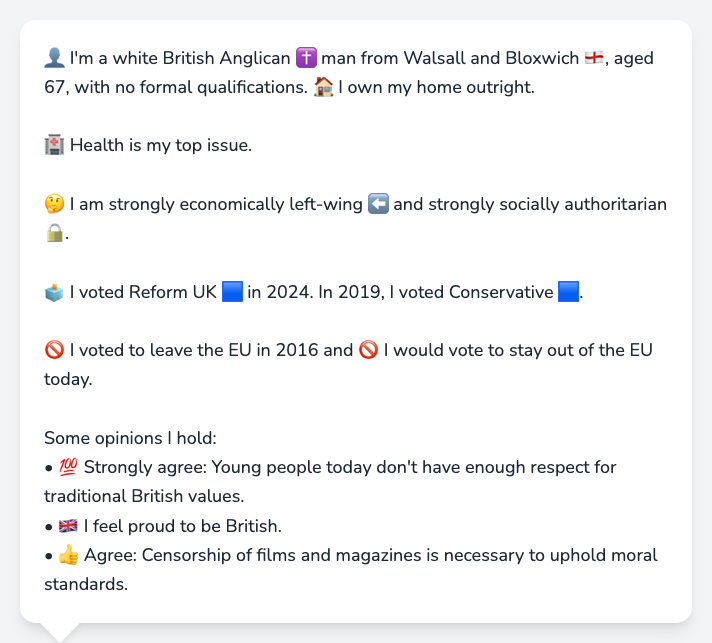 👤 I'm a white British Anglican ✝️ man from Walsall and Bloxwich 🏴󠁧󠁢󠁥󠁮󠁧󠁿, aged
67, with no formal qualifications. 🏠 I own my home outright.
🏥 Health is my top issue.
🤔 I am strongly economically left-wing ⬅️ and strongly socially authoritarian
🔒.
🗳️ I voted Reform UK 🟦 in 2024. In 2019, I voted Conservative 🟦.
🚫 I voted to leave the EU in 2016 and 🚫 I would vote to stay out of the EU
today.
Some opinions I hold:
• 💯 Strongly agree: Young people today don't have enough respect for
traditional British values.
• 🇬🇧 I feel proud to be British.
• 👍 Agree: Censorship of films and magazines is necessary to uphold moral
standards.